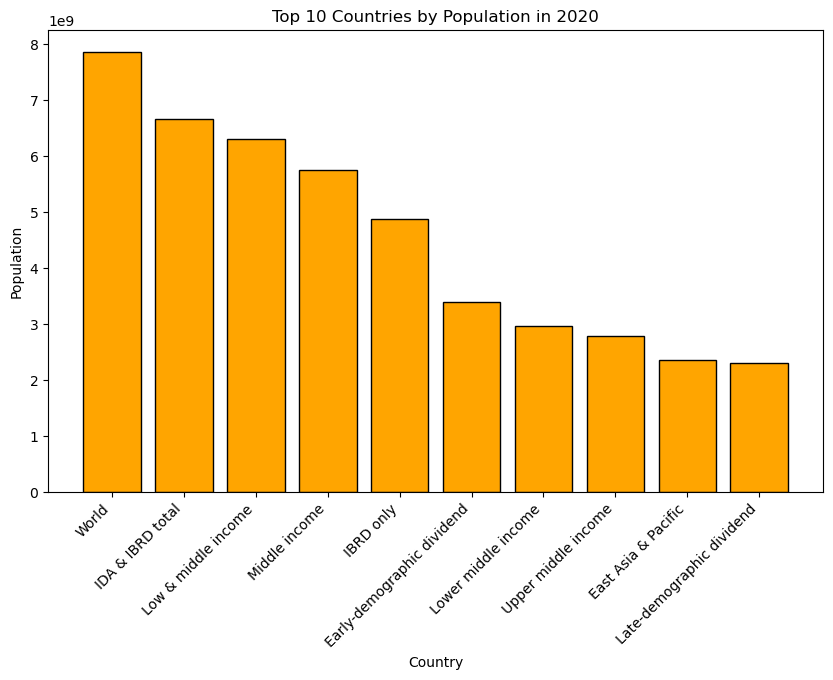 Top 10 Countries by Population in 2020
1e9
8
7
6
5
4
3
2
1
0
Population
World
IDA & IBRD total
Low & middle income
Middle income
IBRD only
Early-demographic dividend
Lower middle income
Upper middle income
East Asia & Pacific
Late-demographic dividend
Country